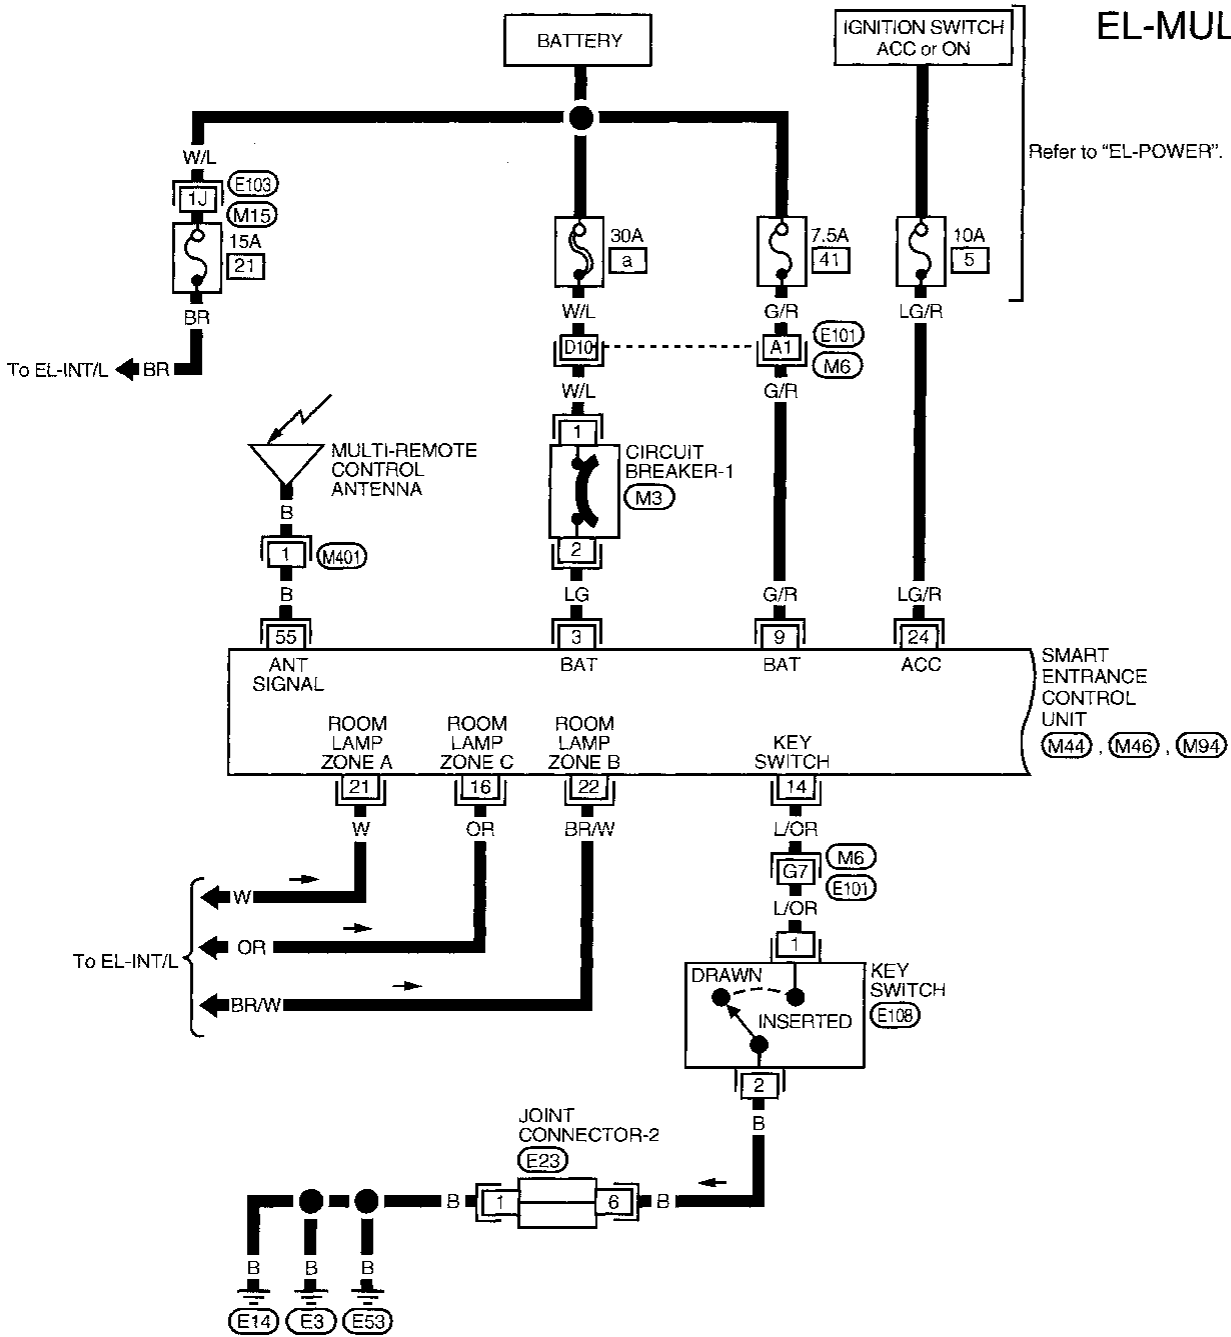 EL-MUL
BATTERY
IGNITION SWITCH
ACC or ON
Refer to "EL-POWER".
W/L
1J
E103
M15
15A
21
BR
To EL-INT/L
BR
30A
a
7.5A
41
10A
5
W/L
G/R
LG/R
D10
A1
E101
M6
W/L
G/R
MULTI-REMOTE
CONTROL
ANTENNA
B
1
M401
B
1
CIRCUIT
BREAKER-1
M3
2
LG
G/R
LG/R
55
3
9
24
ANT
SIGNAL
BAT
BAT
ACC
SMART
ENTRANCE
CONTROL
UNIT
M44 , M46 , M94
ROOM
LAMP
ZONE A
ROOM
LAMP
ZONE C
ROOM
LAMP
ZONE B
KEY
SWITCH
21
16
22
14
W
OR
BR/W
L/OR
G7
M6
E101
L/OR
W
OR
BR/W
To EL-INT/L
1
DRAWN
INSERTED
KEY
SWITCH
E108
2
B
JOINT
CONNECTOR-2
E23
B
1
6
B
B
B
B
E14
E3
E53